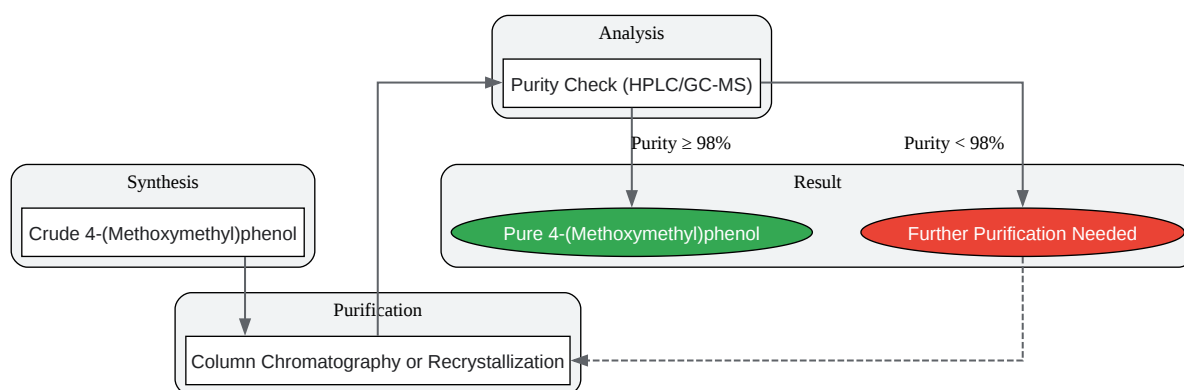 Analysis
Purity Check (HPLC/GC-MS)
Purity ≥ 98%
Purity < 98%
Synthesis
Crude 4-(Methoxymethyl)phenol
Result
Pure 4-(Methoxymethyl)phenol
Further Purification Needed
Purification
Column Chromatography or Recrystallization